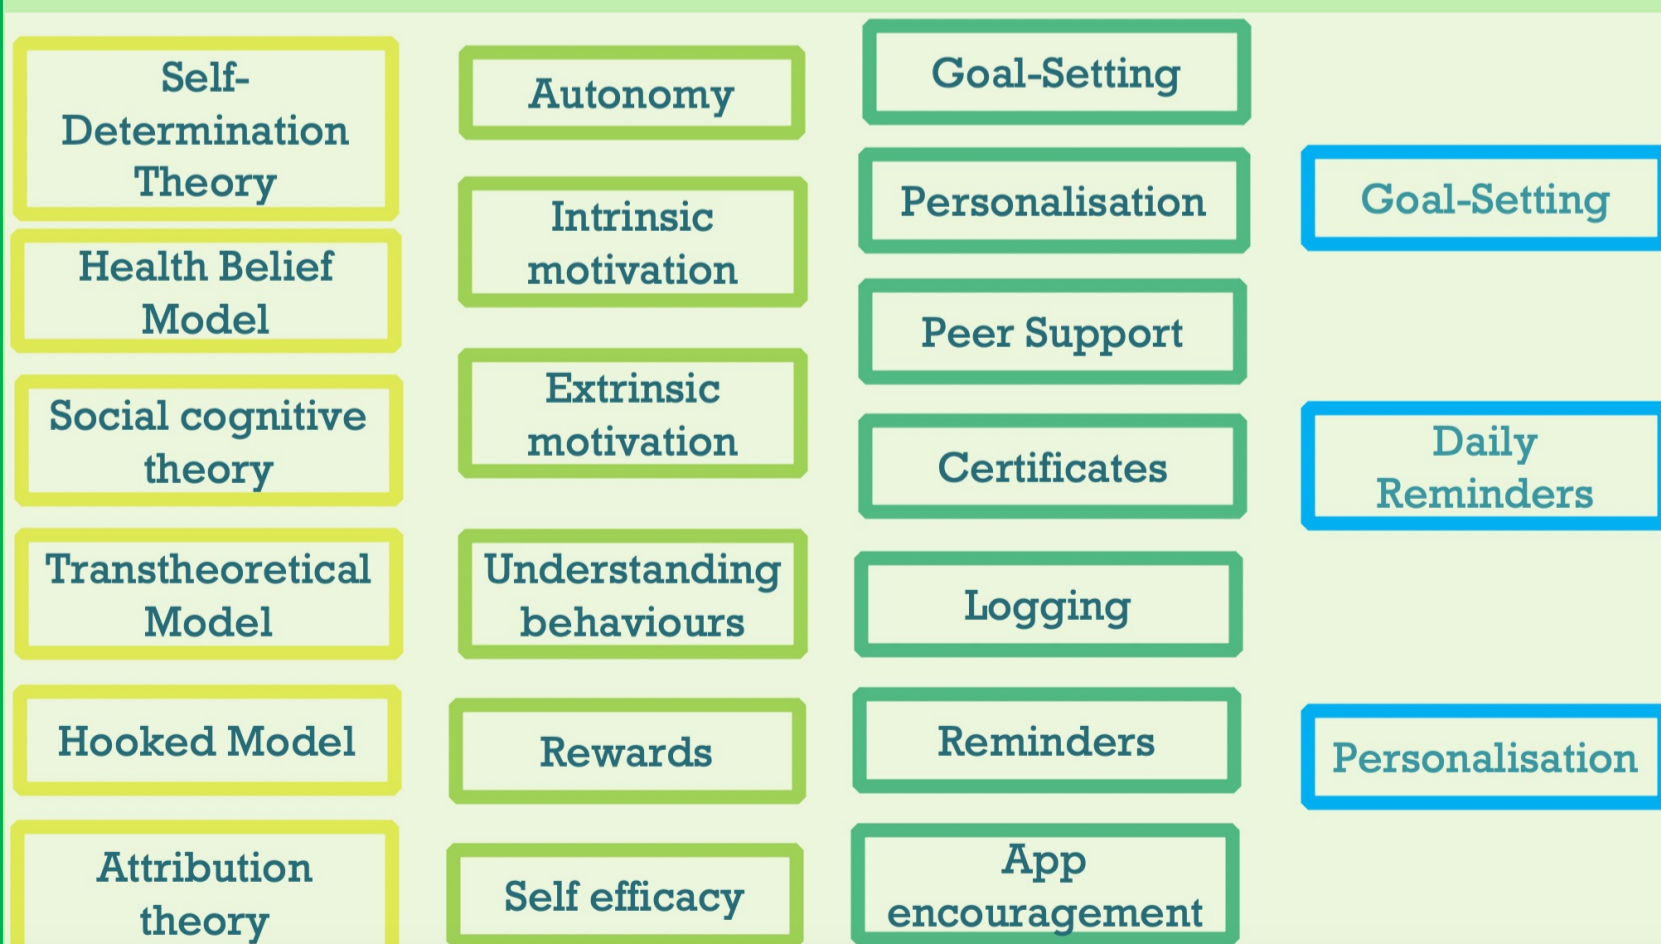 Self-
Determination
Theory
Health Belief
Model
Social cognitive
theory
Transtheoretical
Model
Hooked Model
Attribution
theory
Autonomy
Intrinsic
motivation
Extrinsic
motivation
Understanding
behaviours
Rewards
Self efficacy
Goal-Setting
Personalisation
Peer Support
Certificates
Logging
Reminders
App
encouragement
Goal-Setting
Daily
Reminders
Personalisation